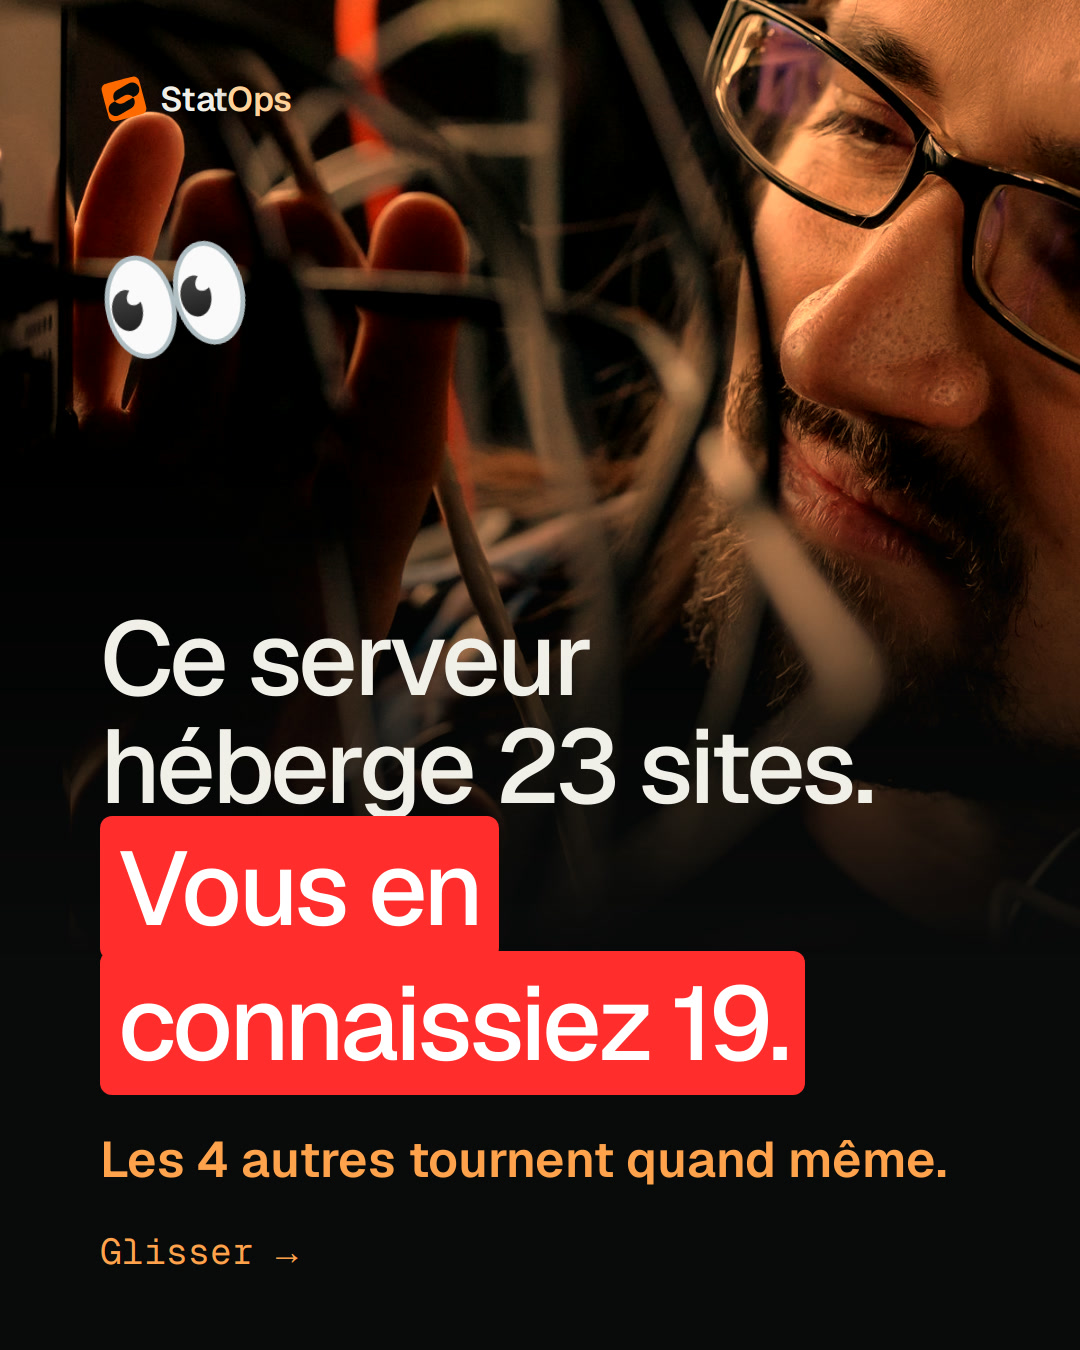 StatOps
Ce serveur
héberge 23 sites.
Vous en
connaissiez 19.
Les 4 autres tournent quand même.
Glisser →